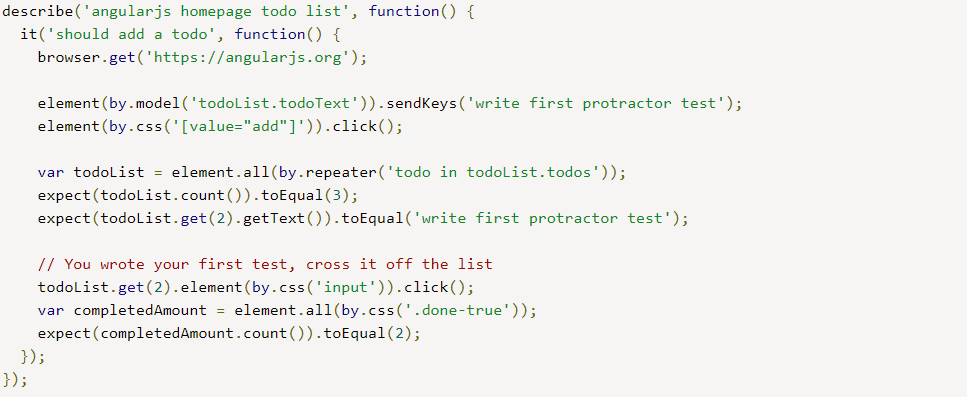 describe('angularjs homepage todo list', function() {
  it('should add a todo', function() {
    browser.get('https://angularjs.org');

    element(by.model('todoList.todoText')).sendKeys('write first protractor test');
    element(by.css('[value="add"]')).click();

    var todoList = element.all(by.repeater('todo in todoList.todos'));
    expect(todoList.count()).toEqual(3);
    expect(todoList.get(2).getText()).toEqual('write first protractor test');

    // You wrote your first test, cross it off the list
    todoList.get(2).element(by.css('input')).click();
    var completedAmount = element.all(by.css('.done-true'));
    expect(completedAmount.count()).toEqual(2);
  });
});